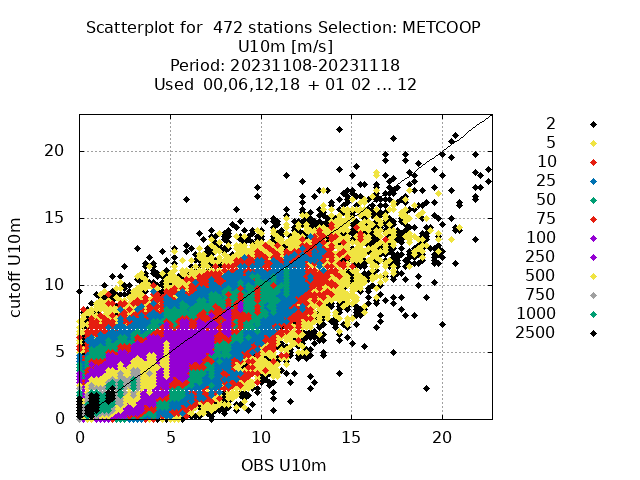 Scatterplot for  472 stations Selection: METCOOP
U10m [m/s]
Period: 20231108-20231118
Used  00,06,12,18 + 01 02 ... 12
cutoff U10m
20
15
10
5
0
0 5 10 15 20
OBS U10m
2
5
10
25
50
75
100
250
500
750
1000
2500